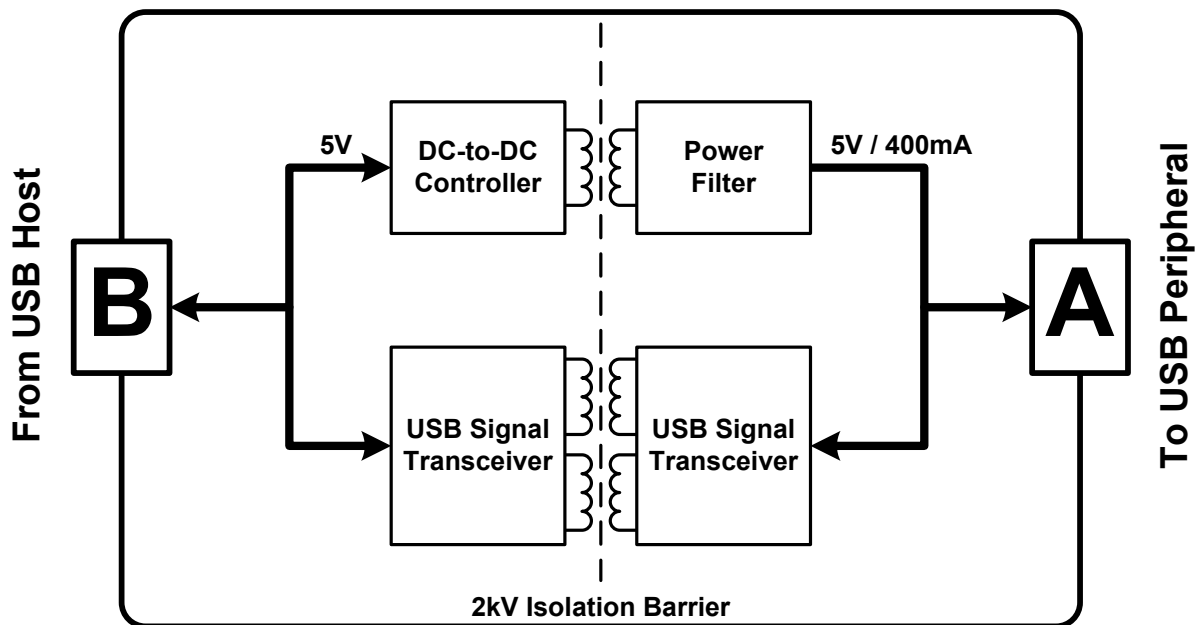 From USB Host
B
5V
DC-to-DC
Controller
Power
Filter
5V / 400mA
USB Signal
Transceiver
USB Signal
Transceiver
A
To USB Peripheral
2kV Isolation Barrier